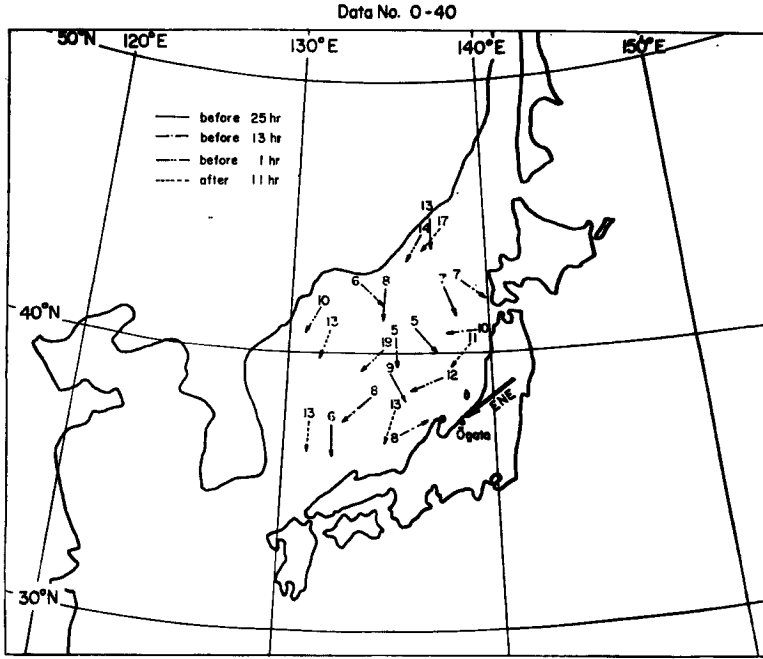 Data No. 0-40
50°N 120°E 130°E 140°E 150°E
before 25 hr
before 13 hr
before 1 hr
after 11 hr
13
14 17
6 8 7 7
10
40°N
13 5 5 10
19 11
9 12
8
13 6 13
8
ENE
Ōgata
30°N